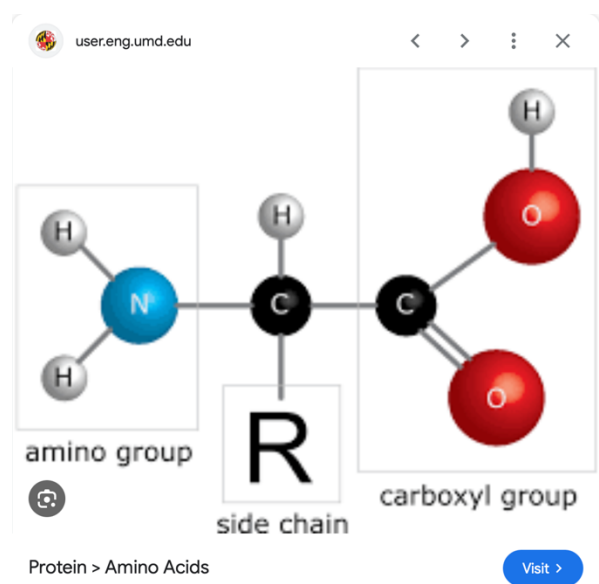 user.eng.umd.edu
H
O
H
H
N
C
C
H
O
R
amino group
carboxyl group
side chain
Protein > Amino Acids
Visit >